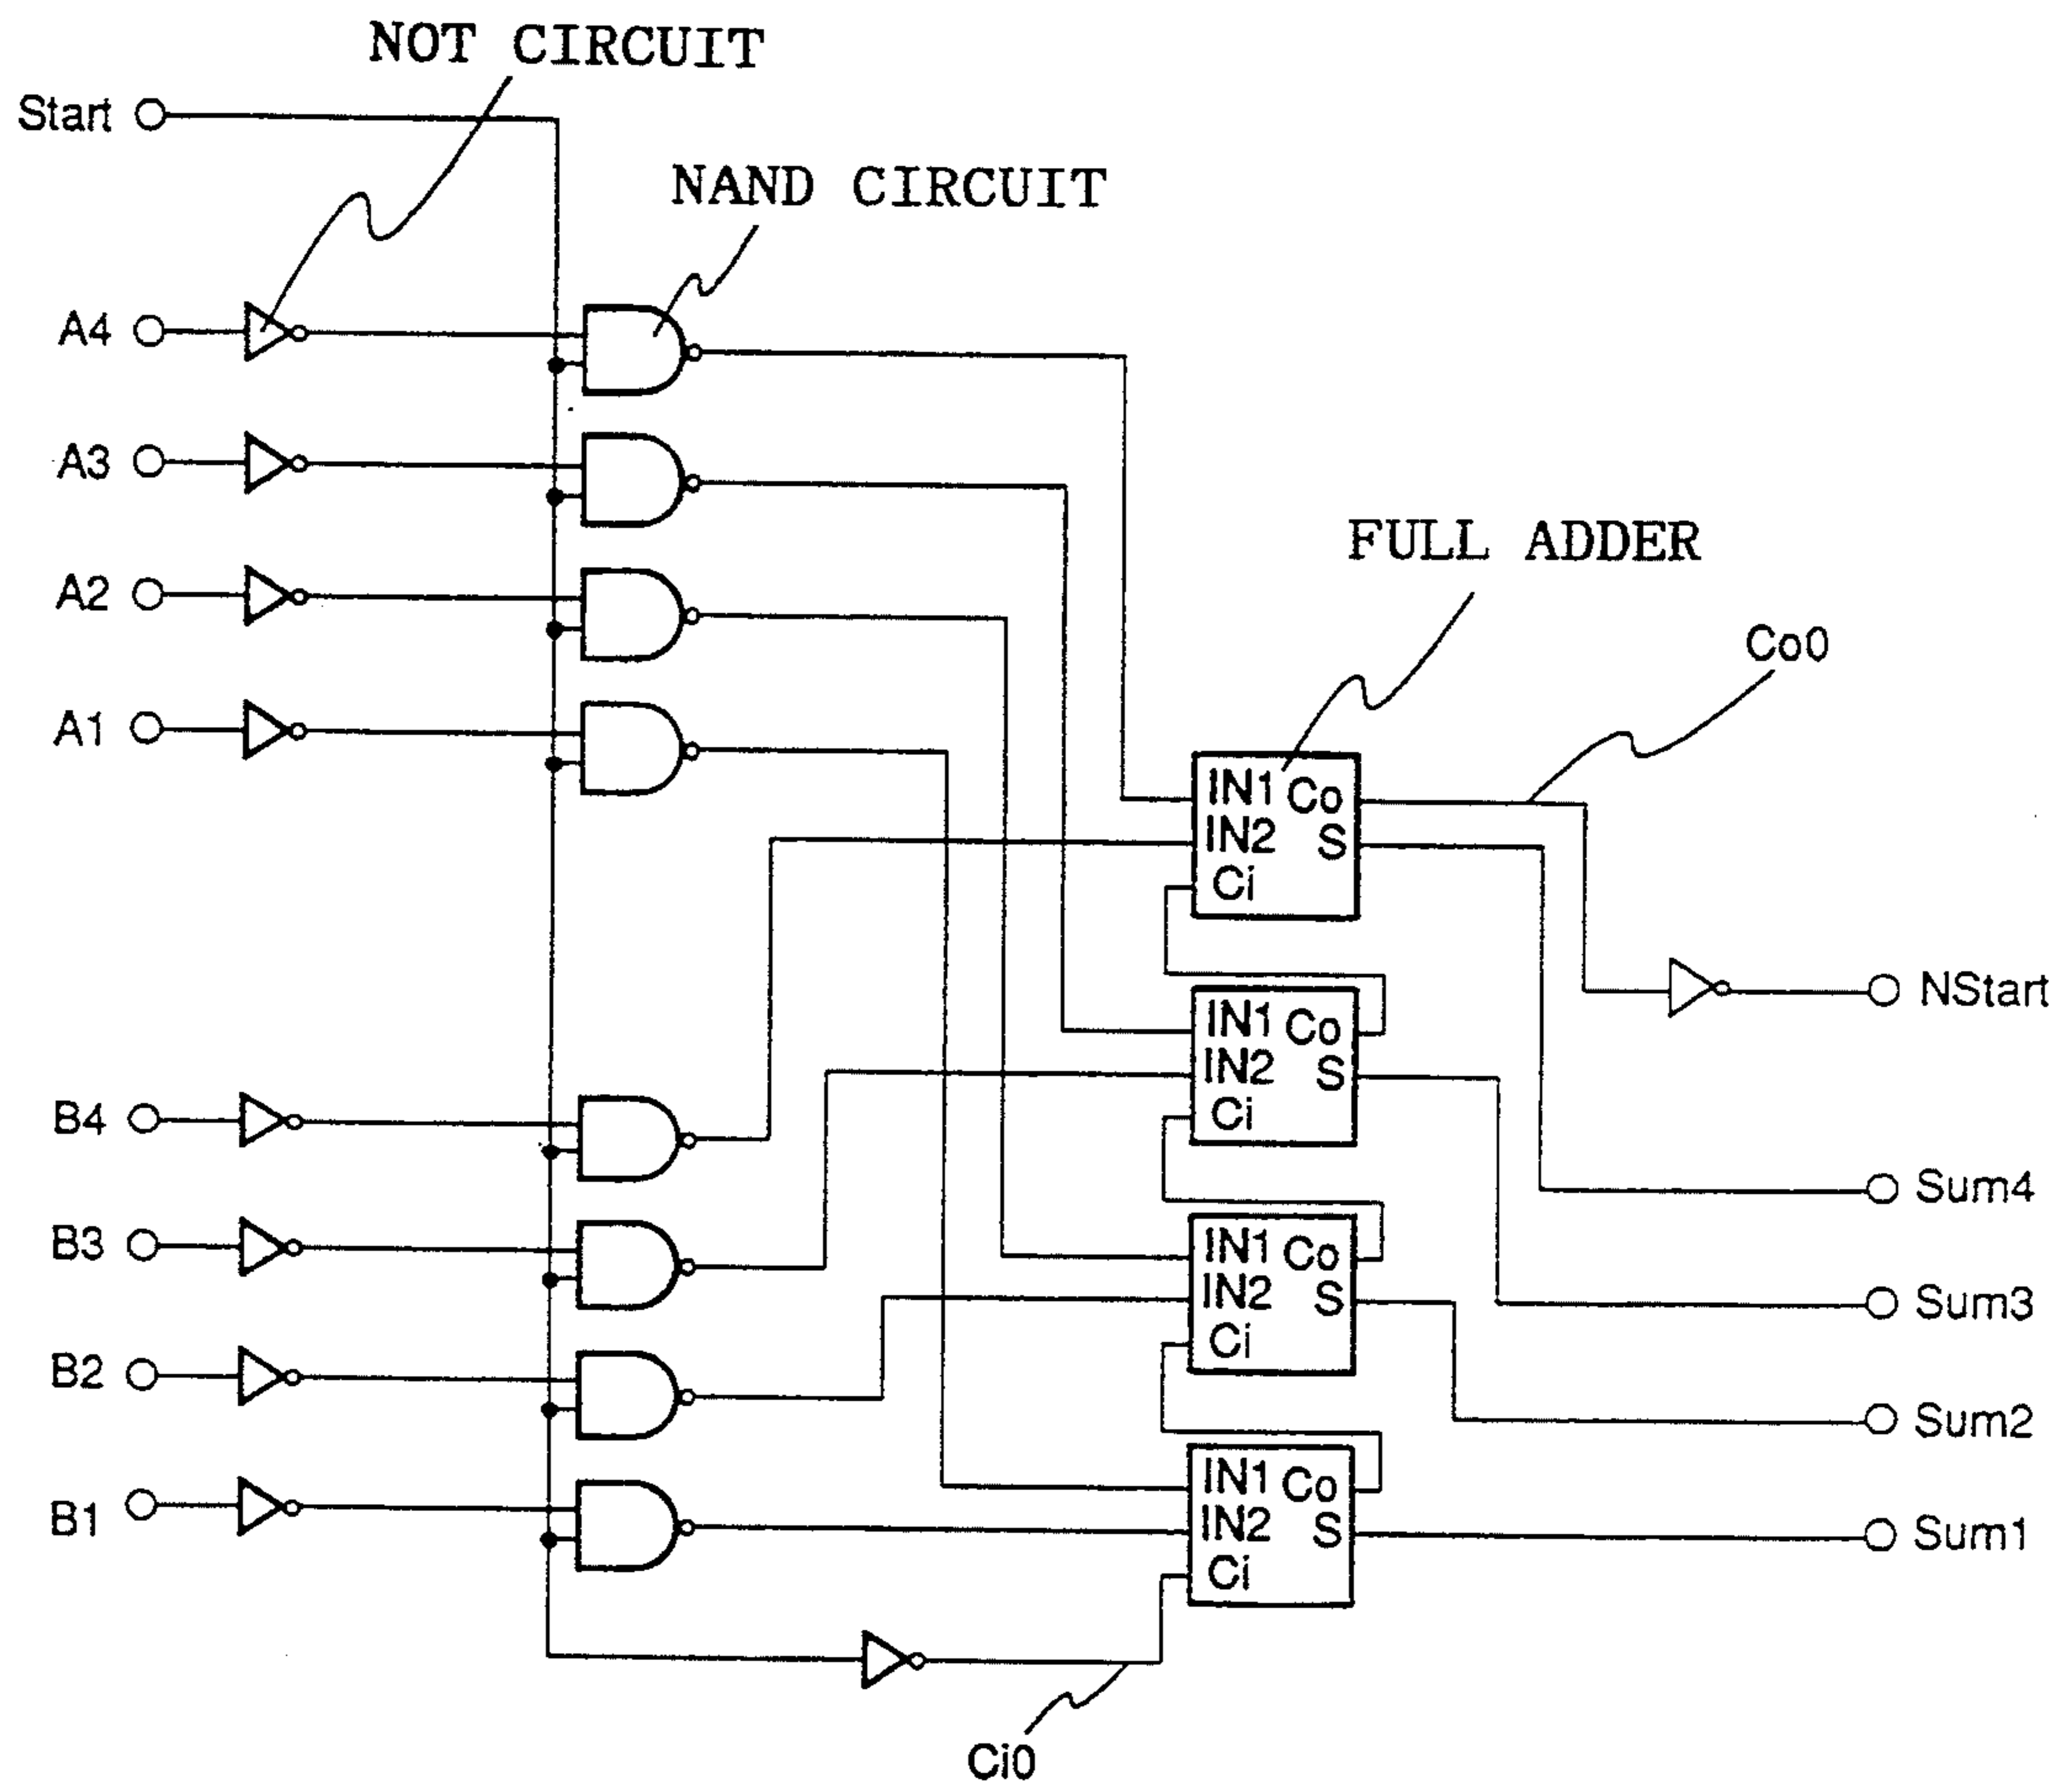 NOT CIRCUIT
Start
NAND CIRCUIT
A4
A3
FULL ADDER
A2
Co0
A1
IN1 Co
IN2 S
Ci
NStart
IN1 Co
IN2 S
Ci
B4
Sum4
B3
IN1 Co
IN2 S
Ci
Sum3
B2
Sum2
IN1 Co
IN2 S
Ci
B1
Sum1
Ci0